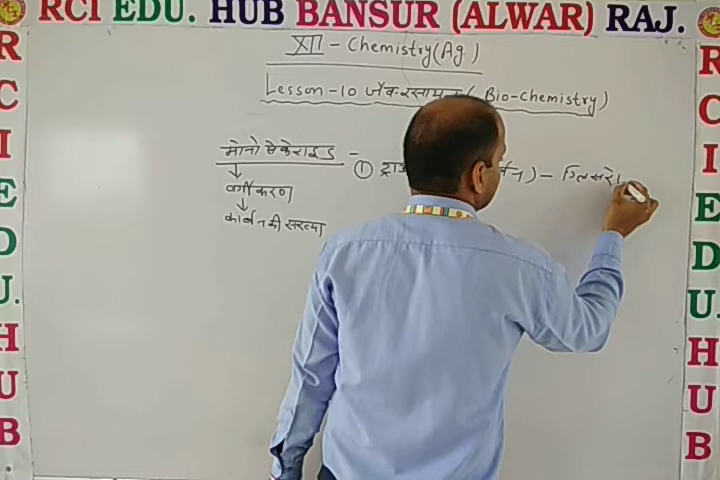 RCI EDU. HUB BANSUR (ALWAR) RAJ.
XII - Chemistry (Ag)
Lesson - 10 जैव रसायन ( Bio-chemistry )
मोनो सेकेराइड -
↓
वर्गीकरण
↓
कार्बन की संख्या
① ट्रा ) - ग्लिसरे
RCI EDU. HUB
RCI EDU. HUB